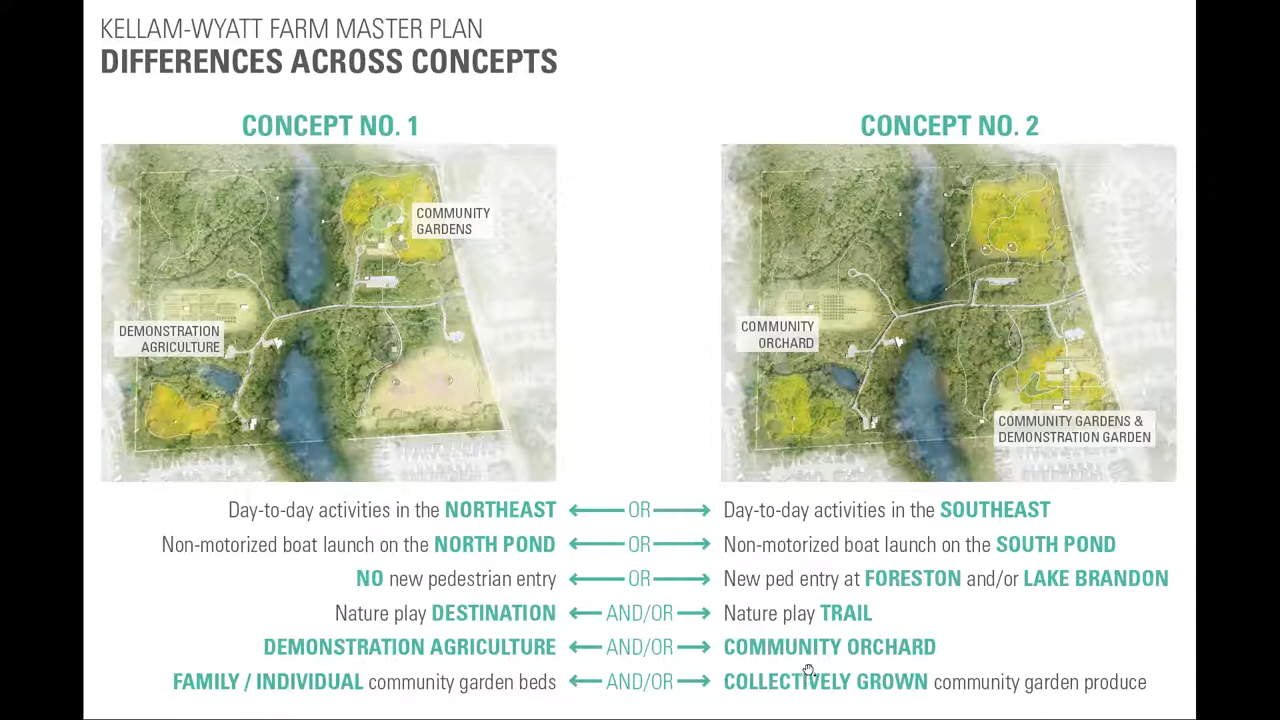 KELLAM-WYATT FARM MASTER PLAN
DIFFERENCES ACROSS CONCEPTS
CONCEPT NO. 1
CONCEPT NO. 2
COMMUNITY
GARDENS
DEMONSTRATION
AGRICULTURE
COMMUNITY
ORCHARD
COMMUNITY GARDENS &
DEMONSTRATION GARDEN
Day-to-day activities in the NORTHEAST OR Day-to-day activities in the SOUTHEAST
Non-motorized boat launch on the NORTH POND OR Non-motorized boat launch on the SOUTH POND
NO new pedestrian entry OR New ped entry at FORESTON and/or LAKE BRANDON
Nature play DESTINATION AND/OR Nature play TRAIL
DEMONSTRATION AGRICULTURE AND/OR COMMUNITY ORCHARD
FAMILY / INDIVIDUAL community garden beds AND/OR COLLECTIVELY GROWN community garden produce